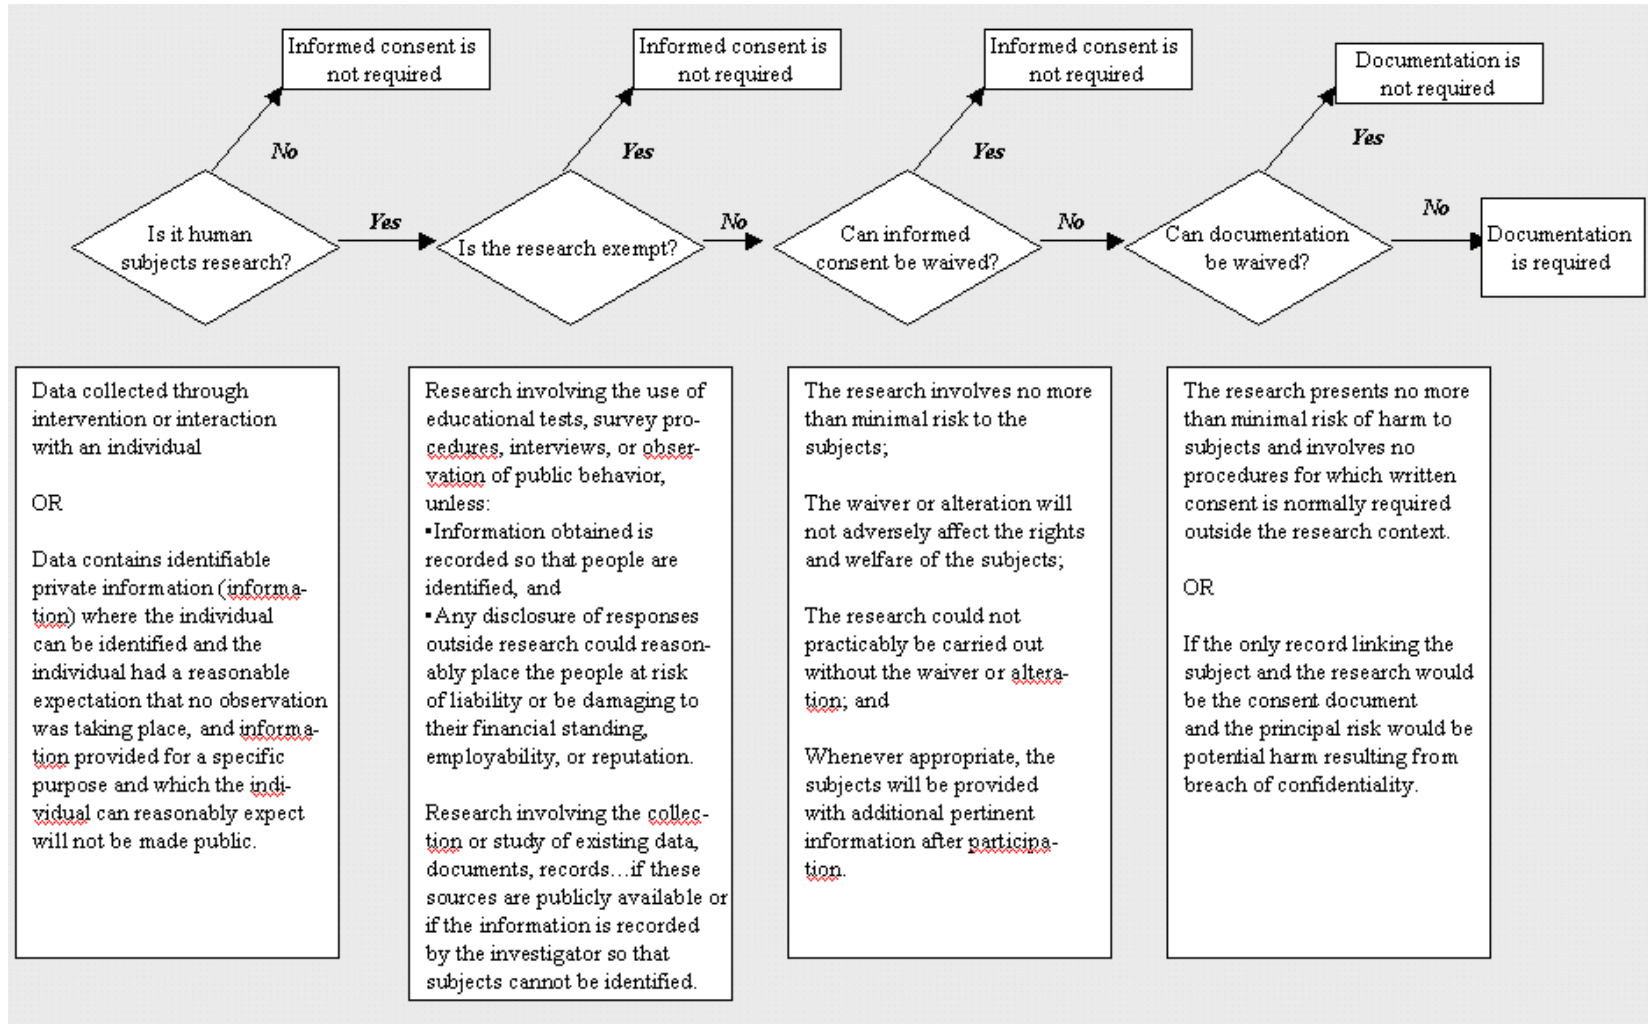 Informed consent is
not required
Informed consent is
not required
Informed consent is
not required
Documentation is
not required
No
Yes
Yes
Yes
Is it human
subjects research?
Yes
Is the research exempt?
No
Can informed
consent be waived?
No
Can documentation
be waived?
No
Documentation
is required
Data collected through
intervention or interaction
with an individual
OR
Data contains identifiable
private information (informa-
tion) where the individual
can be identified and the
individual had a reasonable
expectation that no observation
was taking place, and informa-
tion provided for a specific
purpose and which the indi-
vidual can reasonably expect
will not be made public.
Research involving the use of
educational tests, survey pro-
cedures, interviews, or obser-
vation of public behavior,
unless:
▪Information obtained is
recorded so that people are
identified, and
▪Any disclosure of responses
outside research could reason-
ably place the people at risk
of liability or be damaging to
their financial standing,
employability, or reputation.
Research involving the collec-
tion or study of existing data,
documents, records...if these
sources are publicly available or
if the information is recorded
by the investigator so that
subjects cannot be identified.
The research involves no more
than minimal risk to the
subjects;
The waiver or alteration will
not adversely affect the rights
and welfare of the subjects;
The research could not
practicably be carried out
without the waiver or altera-
tion; and
Whenever appropriate, the
subjects will be provided
with additional pertinent
information after participa-
tion.
The research presents no more
than minimal risk of harm to
subjects and involves no
procedures for which written
consent is normally required
outside the research context.
OR
If the only record linking the
subject and the research would
be the consent document
and the principal risk would be
potential harm resulting from
breach of confidentiality.